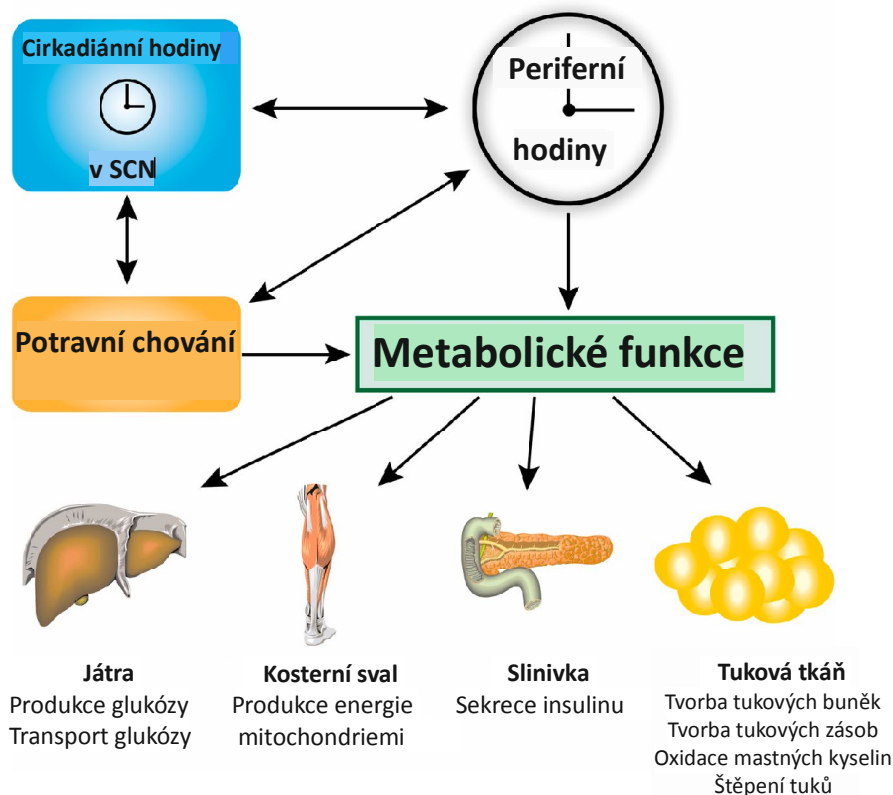 Cirkadiánní hodiny
v SCN
Periferní
hodiny
Potravní chování
Metabolické funkce
Játra
Produkce glukózy
Transport glukózy
Kosterní sval
Produkce energie
mitochondriemi
Slinivka
Sekrece insulinu
Tuková tkáň
Tvorba tukových buněk
Tvorba tukových zásob
Oxidace mastných kyselin
Štěpení tuků